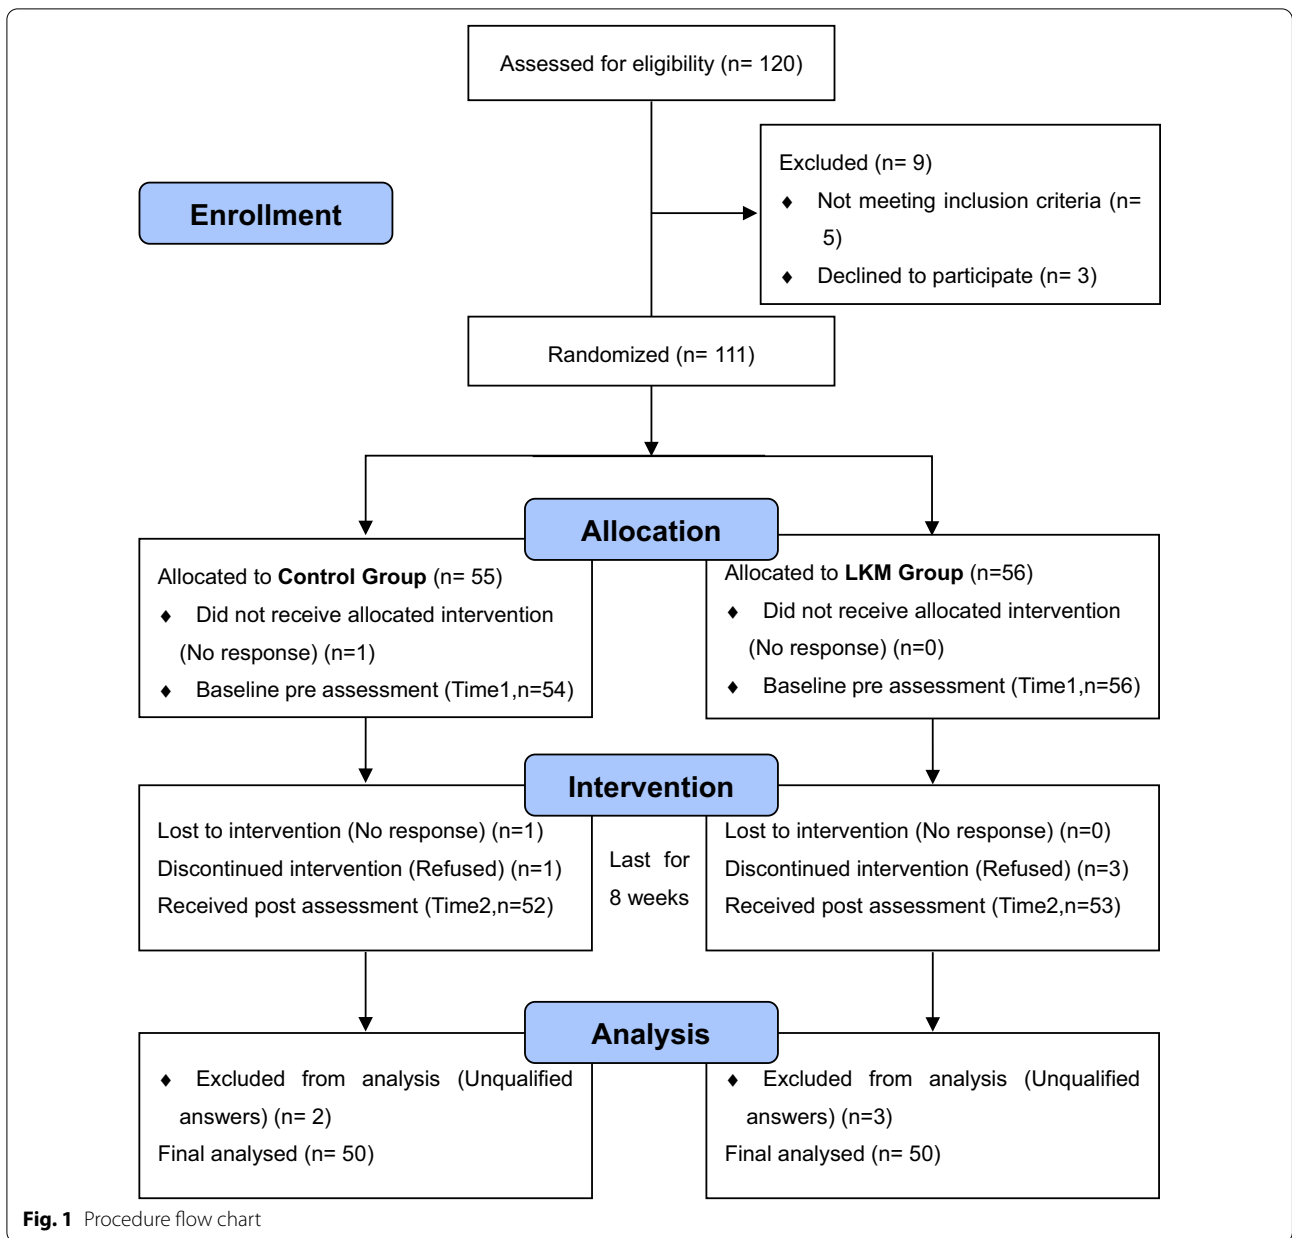 Assessed for eligibility (n= 120)
Excluded (n= 9)
♦ Not meeting inclusion criteria (n=
5)
♦ Declined to participate (n= 3)
Enrollment
Randomized (n= 111)
Allocation
Allocated to Control Group (n= 55)
♦ Did not receive allocated intervention
(No response) (n=1)
♦ Baseline pre assessment (Time1,n=54)
Allocated to LKM Group (n=56)
♦ Did not receive allocated intervention
(No response) (n=0)
♦ Baseline pre assessment (Time1,n=56)
Intervention
Lost to intervention (No response) (n=1)
Discontinued intervention (Refused) (n=1)
Received post assessment (Time2,n=52)
Last for
8 weeks
Lost to intervention (No response) (n=0)
Discontinued intervention (Refused) (n=3)
Received post assessment (Time2,n=53)
Analysis
♦ Excluded from analysis (Unqualified
answers) (n= 2)
Final analysed (n= 50)
♦ Excluded from analysis (Unqualified
answers) (n=3)
Final analysed (n= 50)
Fig. 1 Procedure flow chart